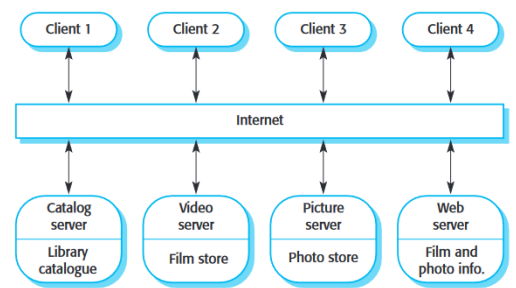 Client 1
Client 2
Client 3
Client 4
Internet
Catalog
server
Library
catalogue
Video
server
Film store
Picture
server
Photo store
Web
server
Film and
photo info.